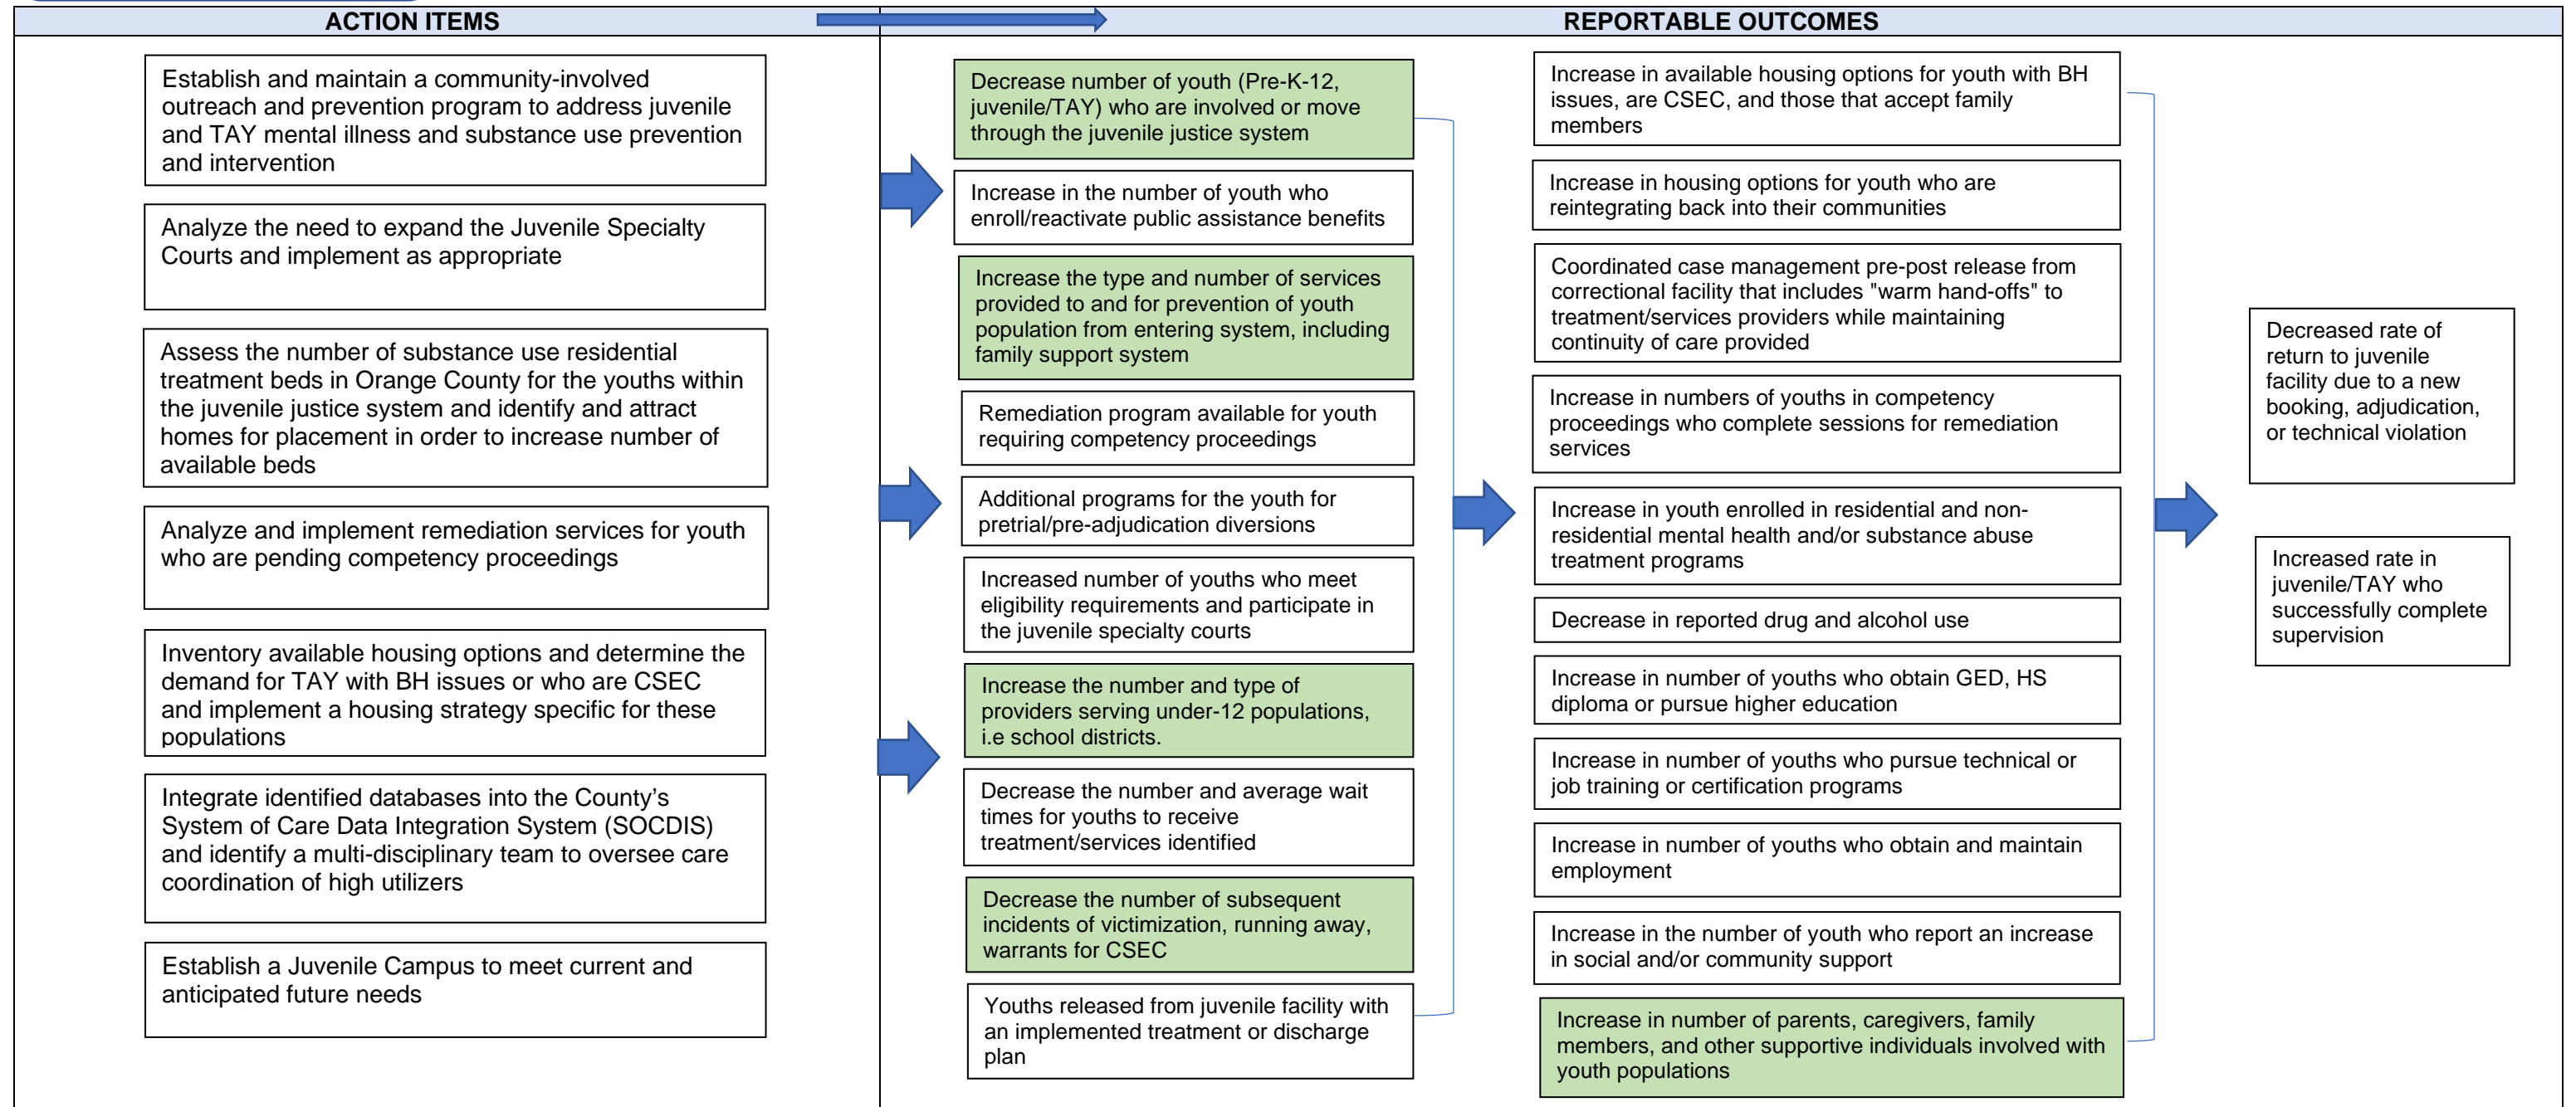 ACTION ITEMS
REPORTABLE OUTCOMES
Establish and maintain a community-involved
outreach and prevention program to address juvenile
and TAY mental illness and substance use prevention
and intervention
Analyze the need to expand the Juvenile Specialty
Courts and implement as appropriate
Assess the number of substance use residential
treatment beds in Orange County for the youths within
the juvenile justice system and identify and attract
homes for placement in order to increase number of
available beds
Analyze and implement remediation services for youth
who are pending competency proceedings
Inventory available housing options and determine the
demand for TAY with BH issues or who are CSEC
and implement a housing strategy specific for these
populations
Integrate identified databases into the County’s
System of Care Data Integration System (SOCDIS)
and identify a multi-disciplinary team to oversee care
coordination of high utilizers
Establish a Juvenile Campus to meet current and
anticipated future needs
Decrease number of youth (Pre-K-12,
juvenile/TAY) who are involved or move
through the juvenile justice system
Increase in the number of youth who
enroll/reactivate public assistance benefits
Increase the type and number of services
provided to and for prevention of youth
population from entering system, including
family support system
Remediation program available for youth
requiring competency proceedings
Additional programs for the youth for
pretrial/pre-adjudication diversions
Increased number of youths who meet
eligibility requirements and participate in
the juvenile specialty courts
Increase the number and type of
providers serving under-12 populations,
i.e school districts.
Decrease the number and average wait
times for youths to receive
treatment/services identified
Decrease the number of subsequent
incidents of victimization, running away,
warrants for CSEC
Youths released from juvenile facility with
an implemented treatment or discharge
plan
Increase in available housing options for youth with BH
issues, are CSEC, and those that accept family
members
Increase in housing options for youth who are
reintegrating back into their communities
Coordinated case management pre-post release from
correctional facility that includes "warm hand-offs" to
treatment/services providers while maintaining
continuity of care provided
Increase in numbers of youths in competency
proceedings who complete sessions for remediation
services
Increase in youth enrolled in residential and non-
residential mental health and/or substance abuse
treatment programs
Decrease in reported drug and alcohol use
Increase in number of youths who obtain GED, HS
diploma or pursue higher education
Increase in number of youths who pursue technical or
job training or certification programs
Increase in number of youths who obtain and maintain
employment
Increase in the number of youth who report an increase
in social and/or community support
Increase in number of parents, caregivers, family
members, and other supportive individuals involved with
youth populations
Decreased rate of
return to juvenile
facility due to a new
booking, adjudication,
or technical violation
Increased rate in
juvenile/TAY who
successfully complete
supervision